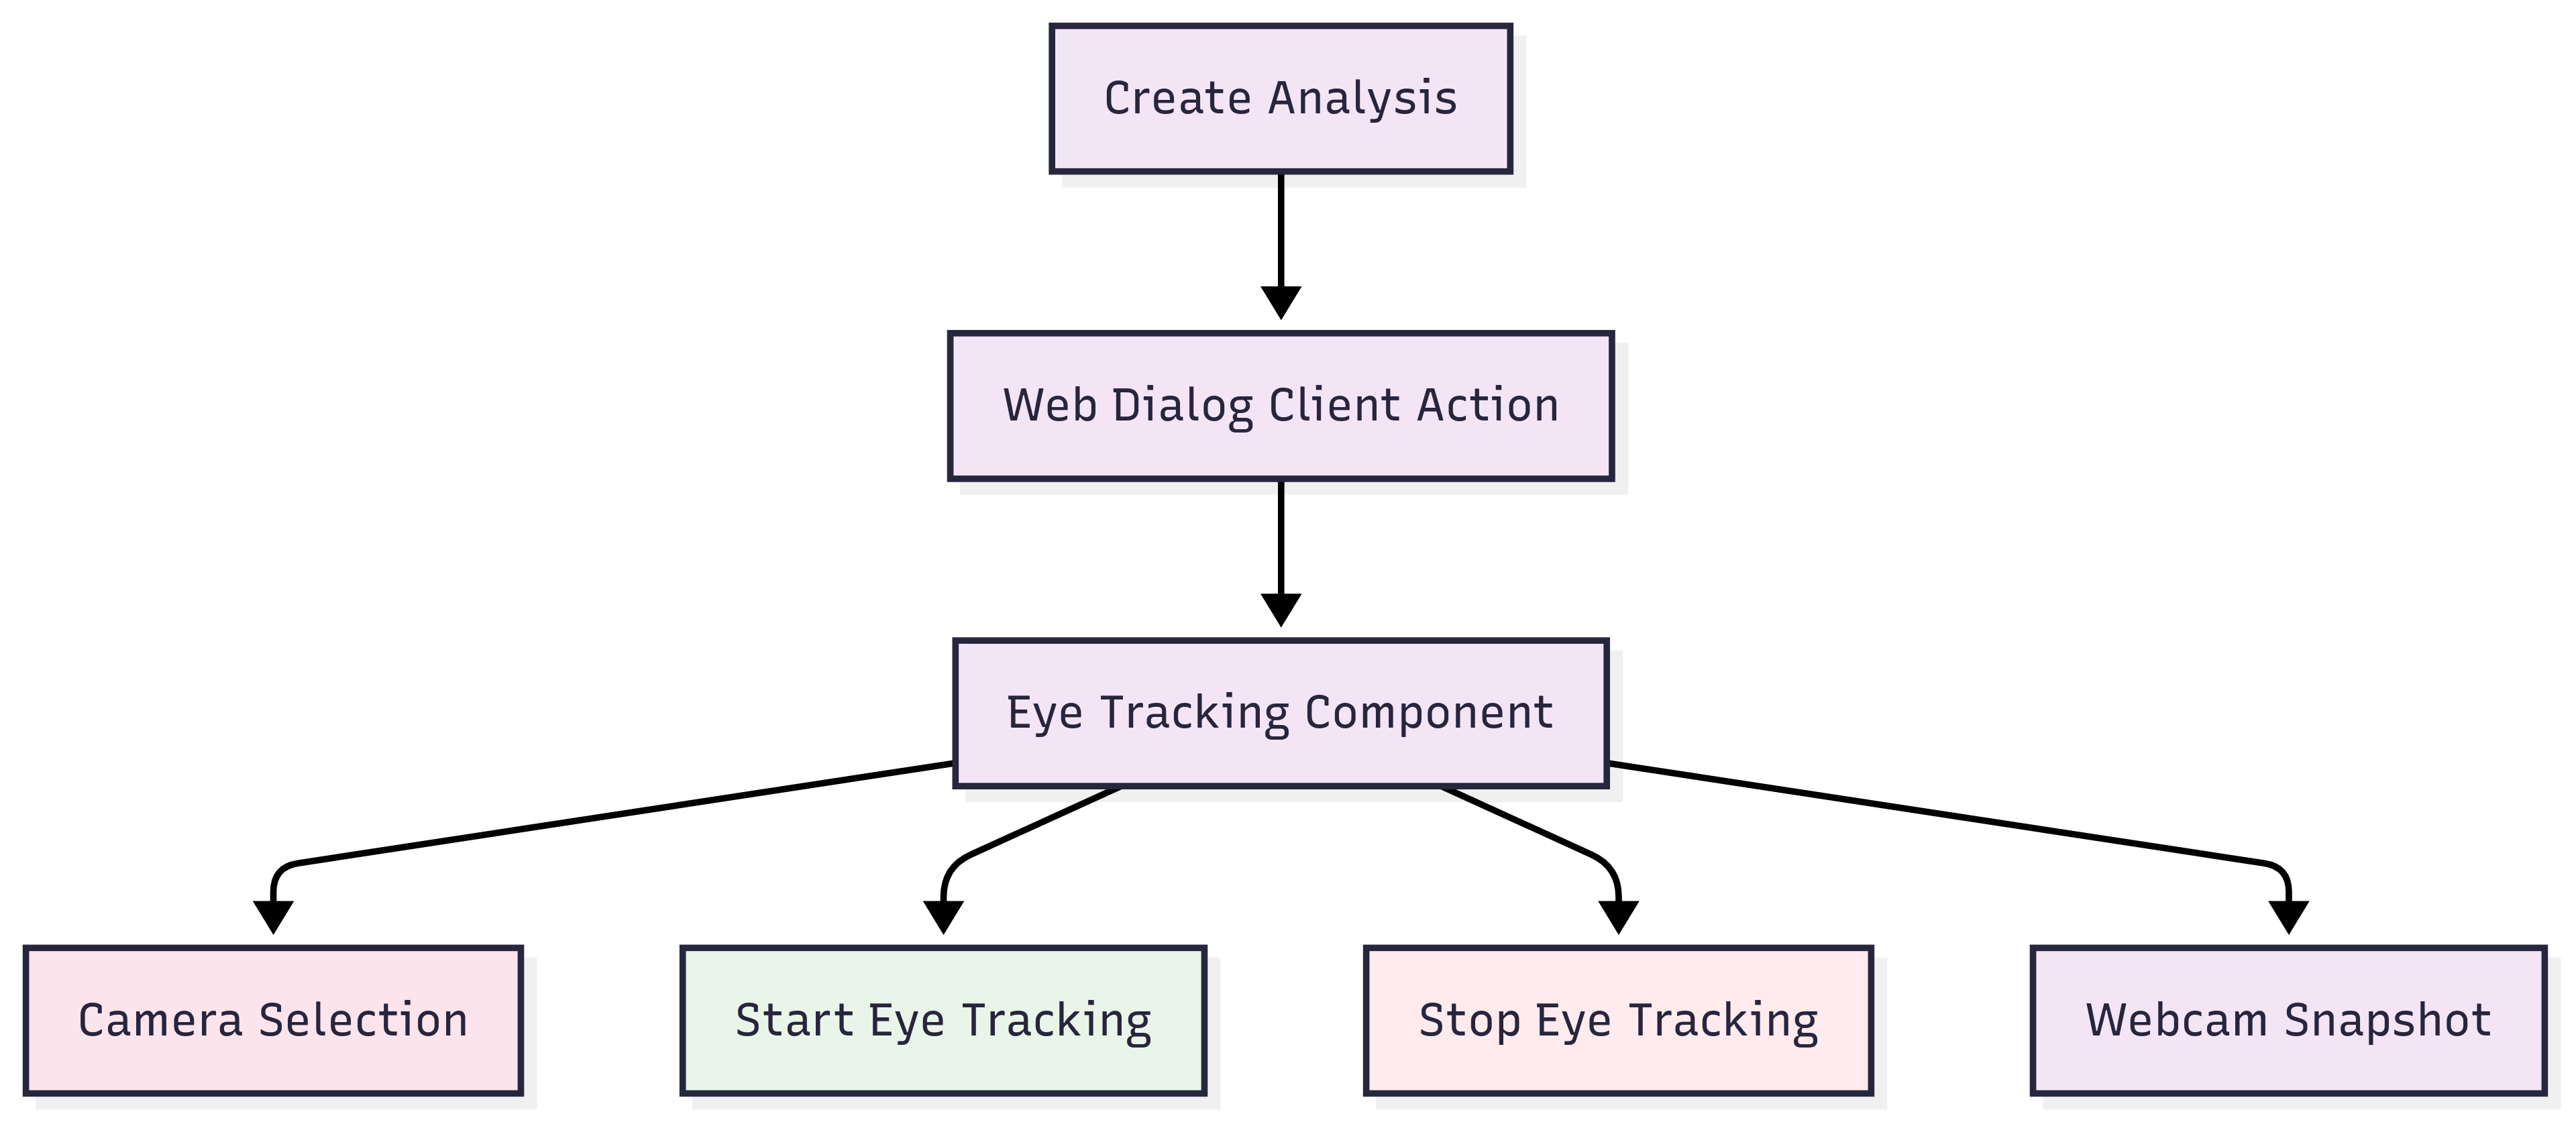 Create Analysis
Web Dialog Client Action
Eye Tracking Component
Camera Selection
Start Eye Tracking
Stop Eye Tracking
Webcam Snapshot